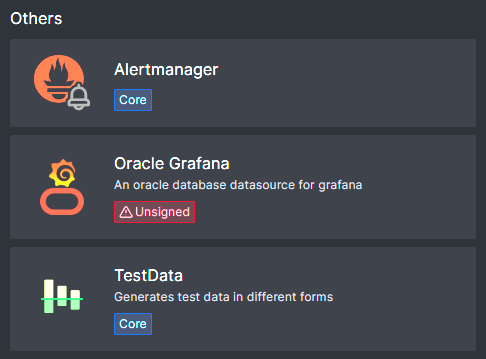 Others
Alertmanager
Core
Oracle Grafana
An oracle database datasource for grafana
Unsigned
TestData
Generates test data in different forms
Core